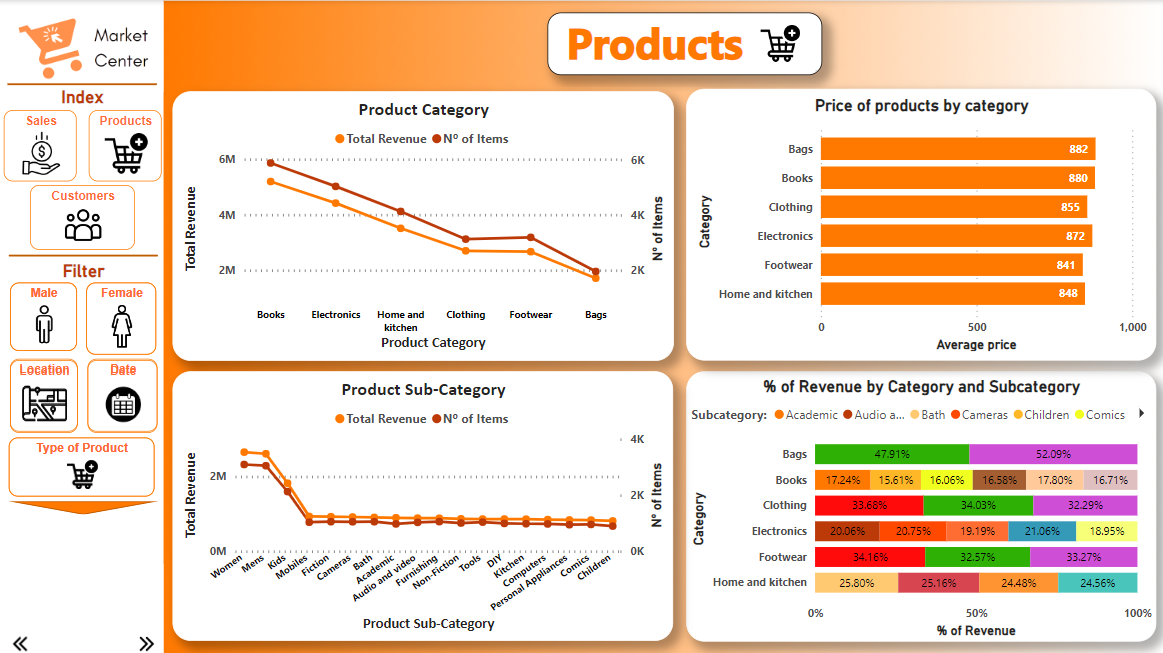 Market
Center
Index
Sales
Products
Customers
Filter
Male
Female
Location
Date
Type of Product
Products
Product Category
Total Revenue
Nº of Items
6M
4M
2M
6K
4K
2K
Total Revenue
Nº of Items
Books
Electronics
Home and
kitchen
Clothing
Footwear
Bags
Product Category
Price of products by category
Category
Bags
882
Books
880
Clothing
855
Electronics
872
Footwear
841
Home and kitchen
848
0
500
1,000
Average price
Product Sub-Category
Total Revenue
Nº of Items
2M
0M
4K
2K
0K
Total Revenue
Nº of Items
Women
Mens
Kids
Mobiles
Fiction
Cameras
Bath
Academic
Audio and video
Furnishing
Non-Fiction
Tools
DIY
Kitchen
Computers
Personal Appliances
Comics
Children
Product Sub-Category
% of Revenue by Category and Subcategory
Subcategory: Academic Audio a... Bath Cameras Children Comics
Category
Bags 47.91% 52.09%
Books 17.24% 15.61% 16.06% 16.58% 17.80% 16.71%
Clothing 33.68% 34.03% 32.29%
Electronics 20.06% 20.75% 19.19% 21.06% 18.95%
Footwear 34.16% 32.57% 33.27%
Home and kitchen 25.80% 25.16% 24.48% 24.56%
0% 50% 100%
% of Revenue